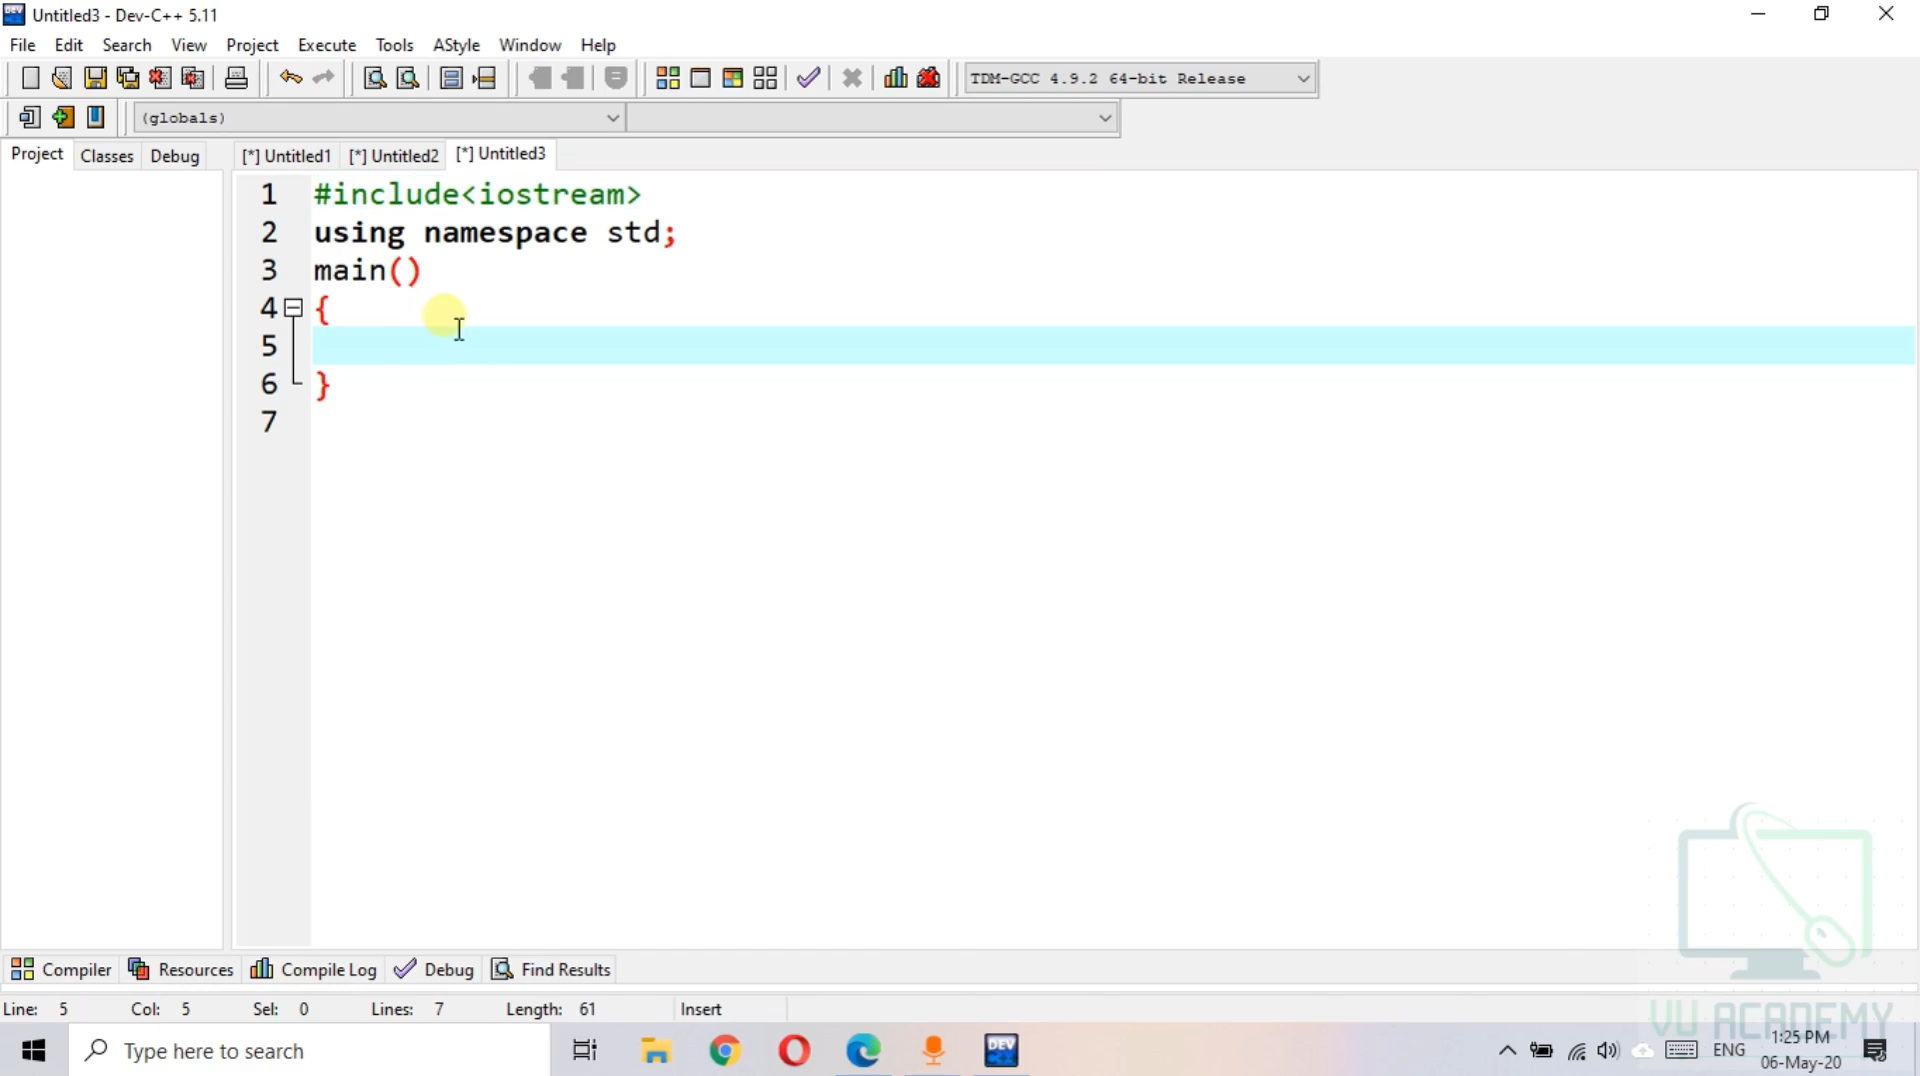 Untitled3 - Dev-C++ 5.11
File Edit Search View Project Execute Tools AStyle Window Help
TDM-GCC 4.9.2 64-bit Release
(globals)
Project Classes Debug [*] Untitled1 [*] Untitled2 [*] Untitled3
1 #include<iostream>
2 using namespace std;
3 main()
4 {
5
6 }
7
Compiler Resources Compile Log Debug Find Results
Line: 5 Col: 5 Sel: 0 Lines: 7 Length: 61 Insert
VU ACADEMY
Type here to search DEV ENG 1:25 PM
06-May-20